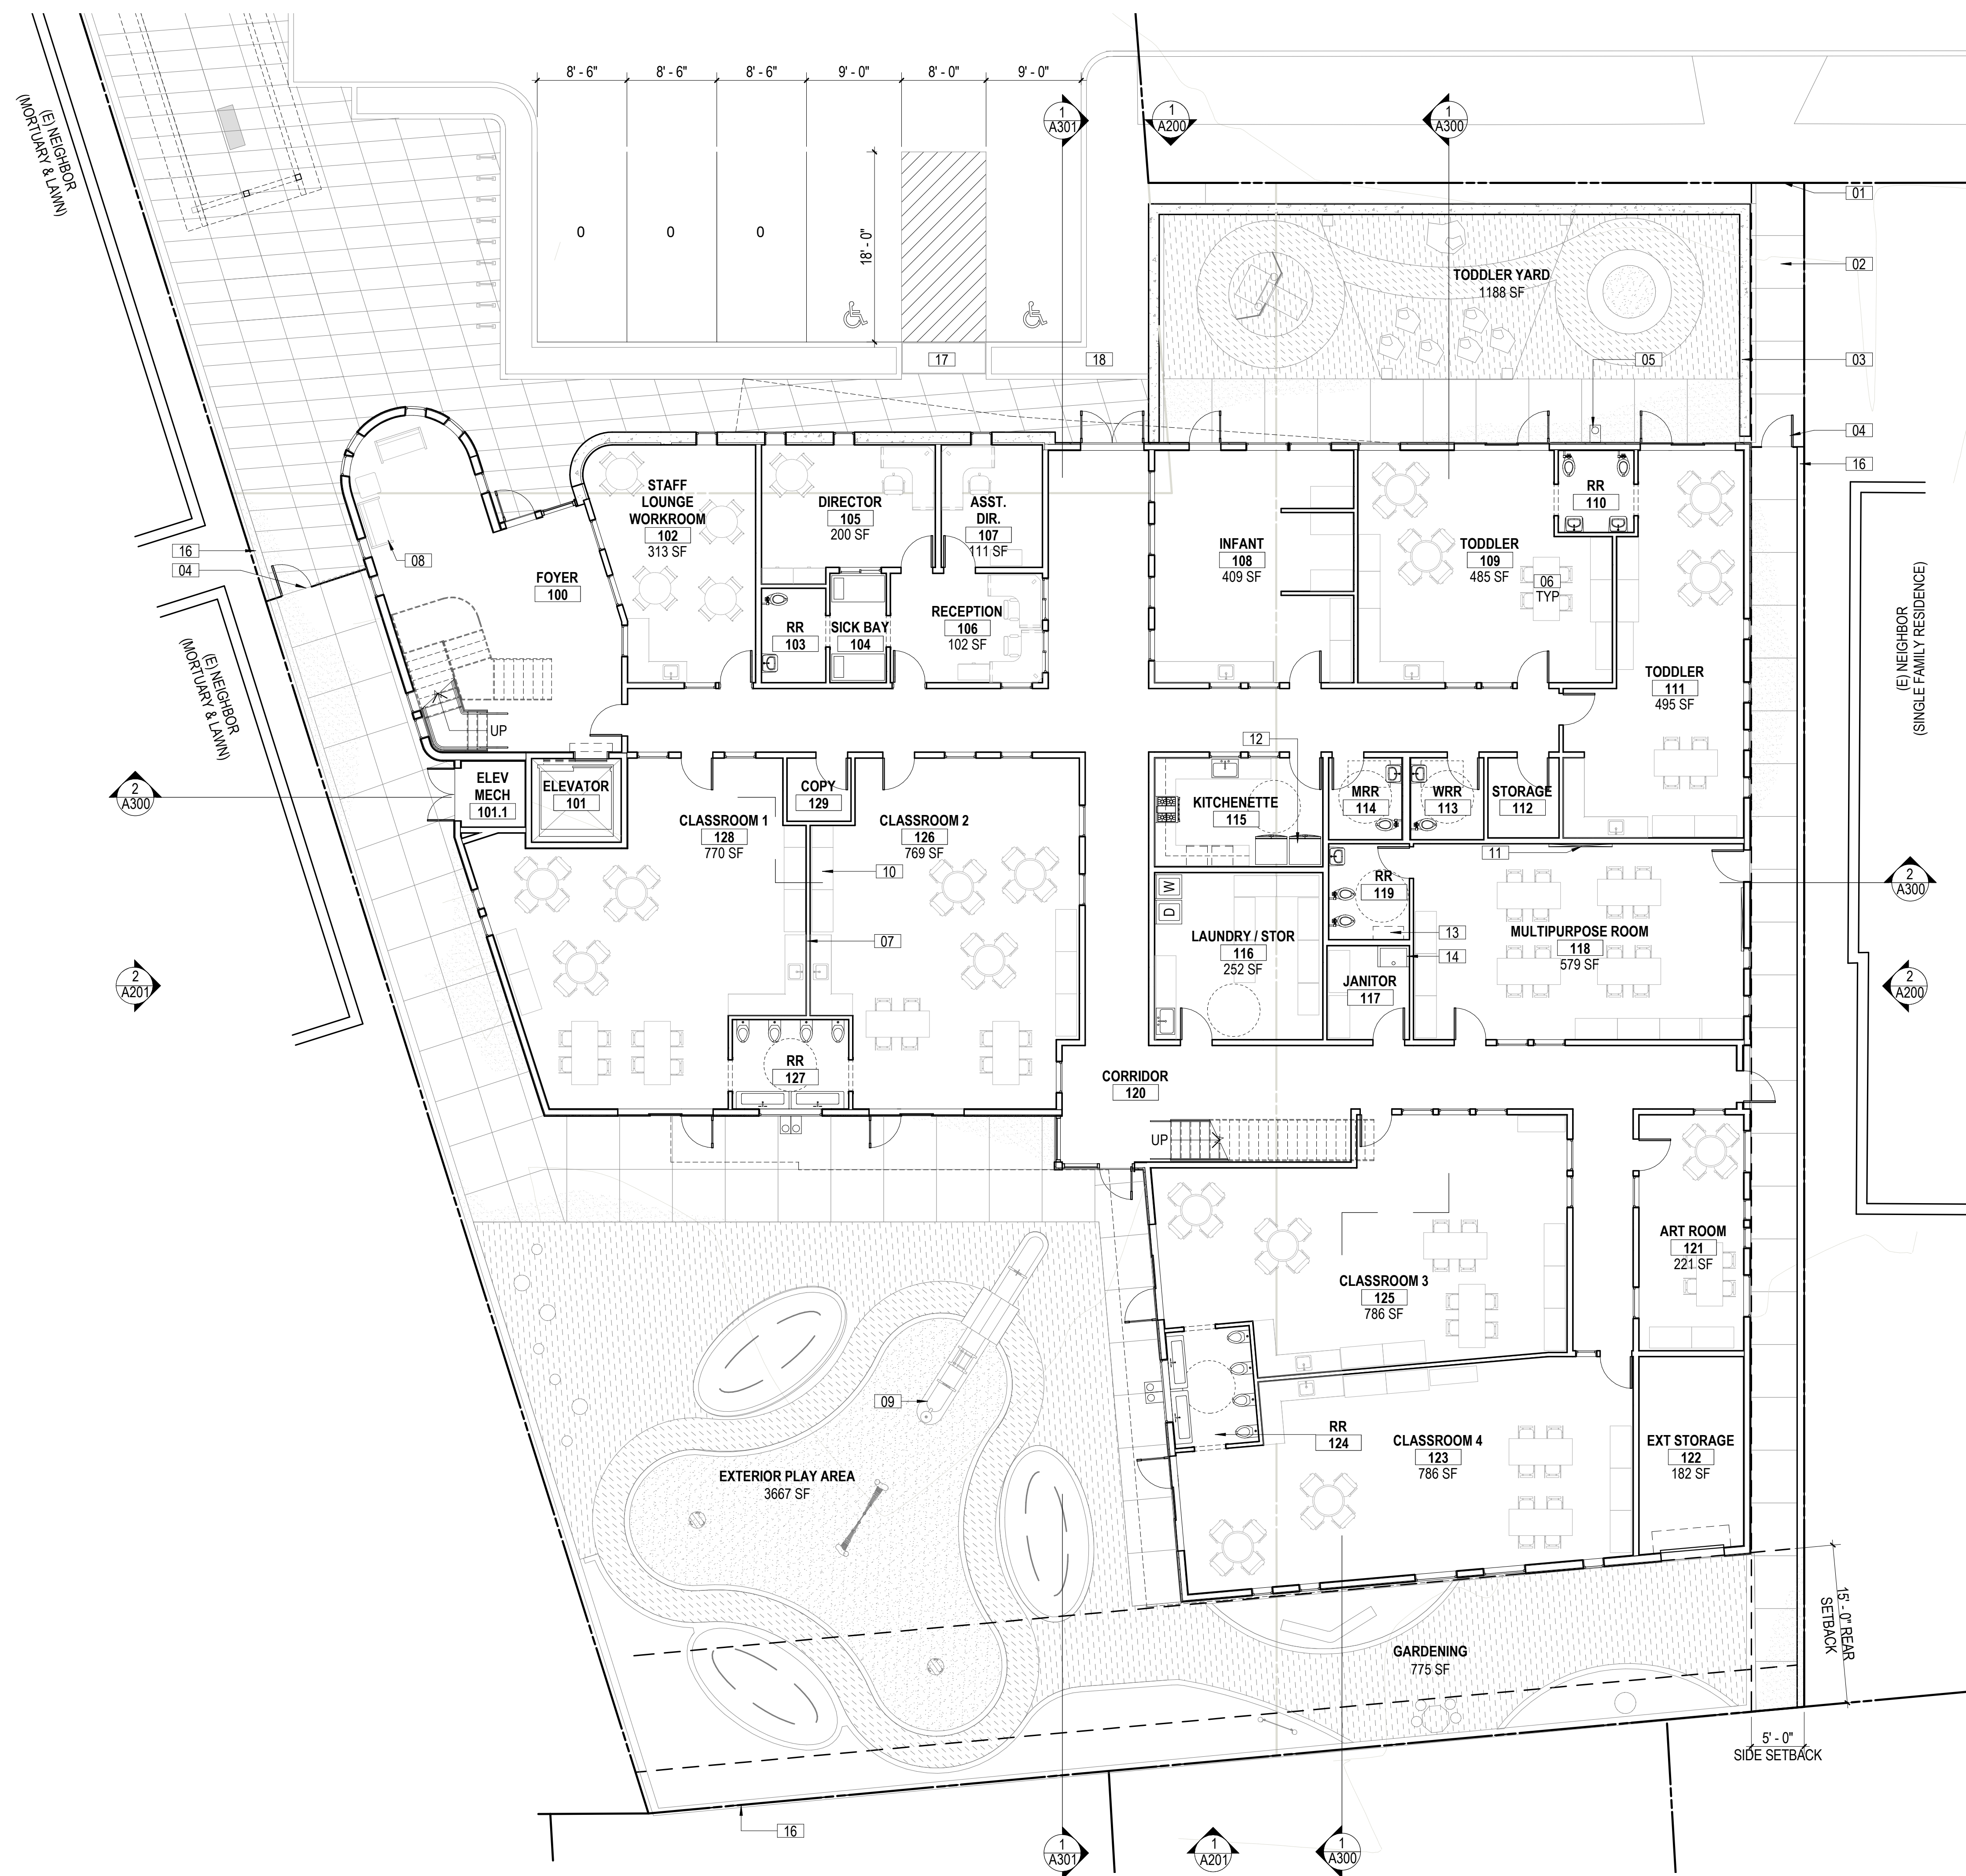 8' - 6"
8' - 6"
8' - 6"
9' - 0"
8' - 0"
9' - 0"
1
A301
1
A200
1
A300
(E) NEIGHBOR
(MORTUARY & LAWN)
01
02
03
0
0
0
18' - 0"
TODDLER YARD
1188 SF
17
18
05
04
16
STAFF
LOUNGE
WORKROOM
102
313 SF
DIRECTOR
105
200 SF
ASST.
DIR.
107
111 SF
INFANT
108
409 SF
TODDLER
109
485 SF
06
TYP
RR
110
16
04
08
FOYER
100
RR
103
SICK BAY
104
RECEPTION
106
102 SF
TODDLER
111
495 SF
(E) NEIGHBOR
(SINGLE FAMILY RESIDENCE)
(E) NEIGHBOR
(MORTUARY & LAWN)
UP
12
2
A300
ELEV
MECH
101.1
ELEVATOR
101
COPY
129
CLASSROOM 1
128
770 SF
CLASSROOM 2
126
769 SF
KITCHENETTE
115
MRR
114
WRR
113
STORAGE
112
10
11
2
A300
07
W
D
RR
119
13
14
LAUNDRY / STOR
116
252 SF
JANITOR
117
MULTIPURPOSE ROOM
118
579 SF
2
A201
2
A200
RR
127
CORRIDOR
120
UP
ART ROOM
121
221 SF
CLASSROOM 3
125
786 SF
09
RR
124
CLASSROOM 4
123
786 SF
EXT STORAGE
122
182 SF
EXTERIOR PLAY AREA
3667 SF
GARDENING
775 SF
15' - 0" REAR
SETBACK
5' - 0"
SIDE SETBACK
16
1
A301
1
A201
1
A300